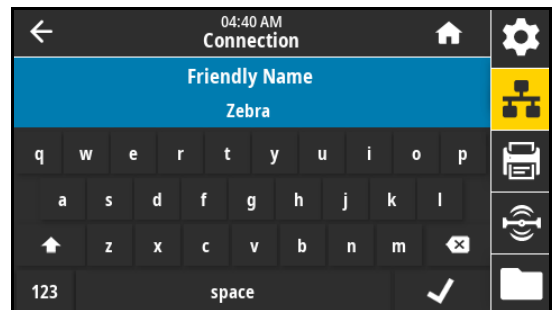 04:40 AM
Connection
Friendly Name
Zebra
q w e r t y u i o p
a s d f g h j k l
z x c v b n m
123 space